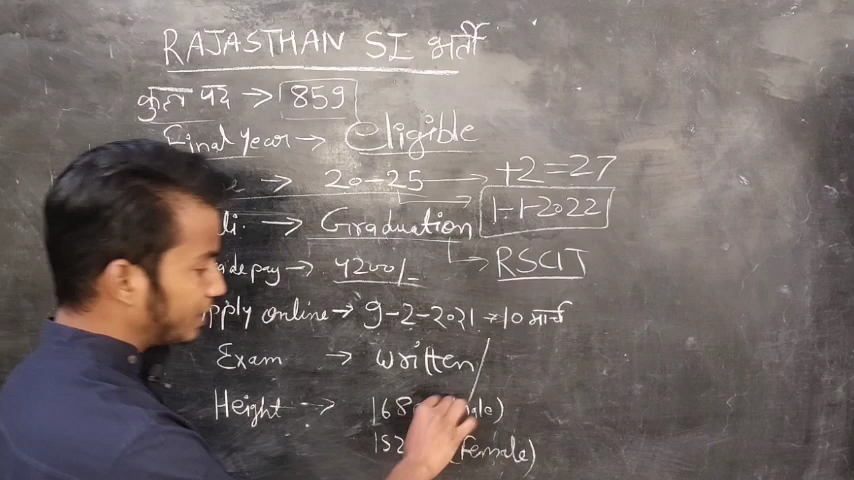 RAJASTHAN SI भर्ती
कुल पद → 859
Final year → Eligible
→ 20-25 → +2=27
1-1-2022
li. → Graduation
→ RSCIT
ade pay → 4200/-
pply online → 9-2-2021 → 10 मार्च
Exam → written
Height → 168 ale)
152 (Female)